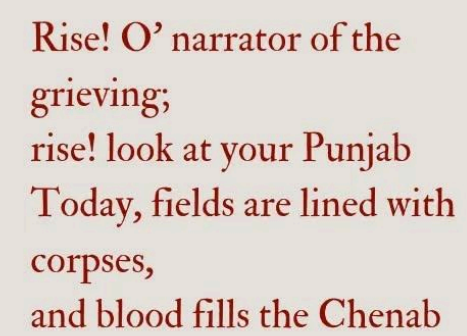 Rise! O’ narrator of the
grieving;
rise! look at your Punjab
Today, fields are lined with
corpses,
and blood fills the Chenab